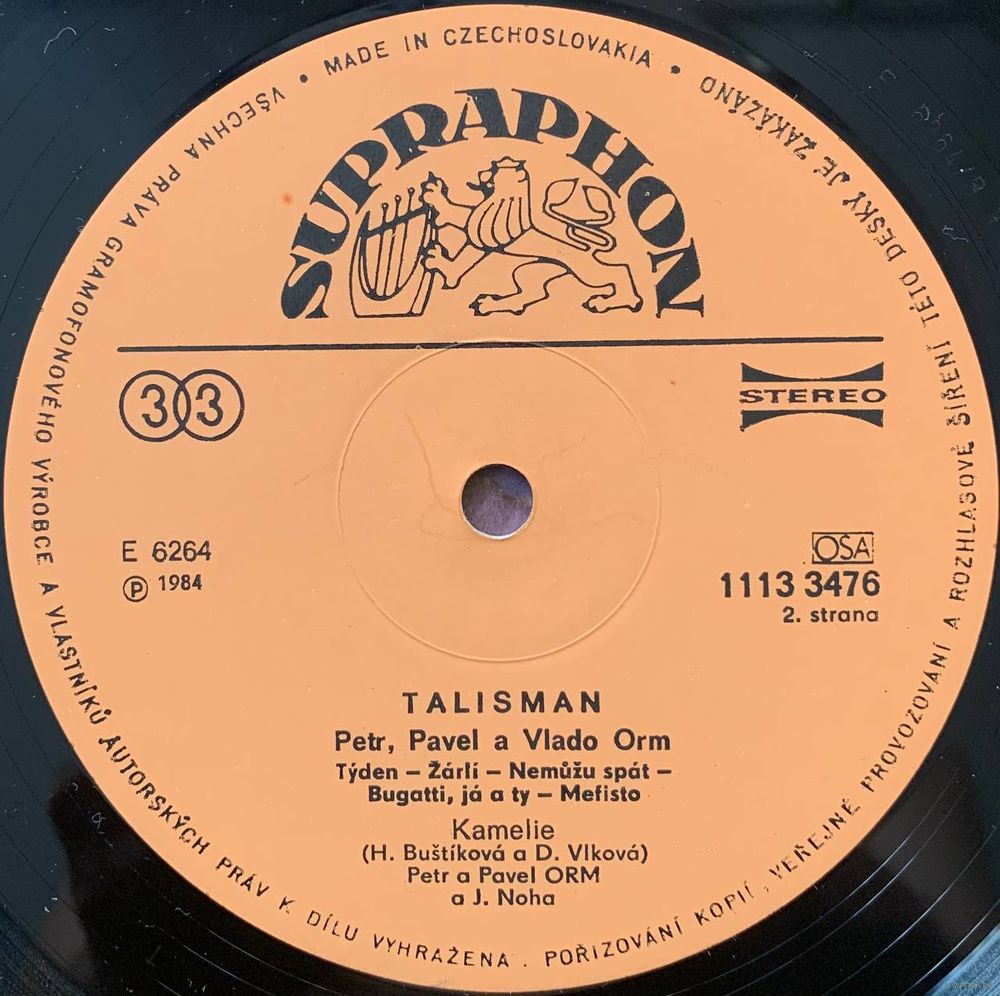 VŠECHNA PRÁVA GRAMOFONOVÉHO VÝROBCE A VLASTNÍKŮ AUTORSKÝCH PRÁV K DÍLU VYHRAŽENA . POŘIZOVÁNÍ KOPIÍ , VEŘEJNÉ PROVOZOVÁNÍ A ROZHLASOVÉ ŠÍŘENÍ TÉTO DESKY JE ZAKÁZÁNO
• MADE IN CZECHOSLOVAKIA •
SUPRAPHON
33
STEREO
E 6264
Ⓟ 1984
OSA
1113 3476
2. strana
TALISMAN
Petr, Pavel a Vlado Orm
Týden – Žárlí – Nemůžu spát –
Bugatti, já a ty – Mefisto
Kamelie
(H. Buštíková a D. Vlková)
Petr a Pavel ORM
a J. Noha